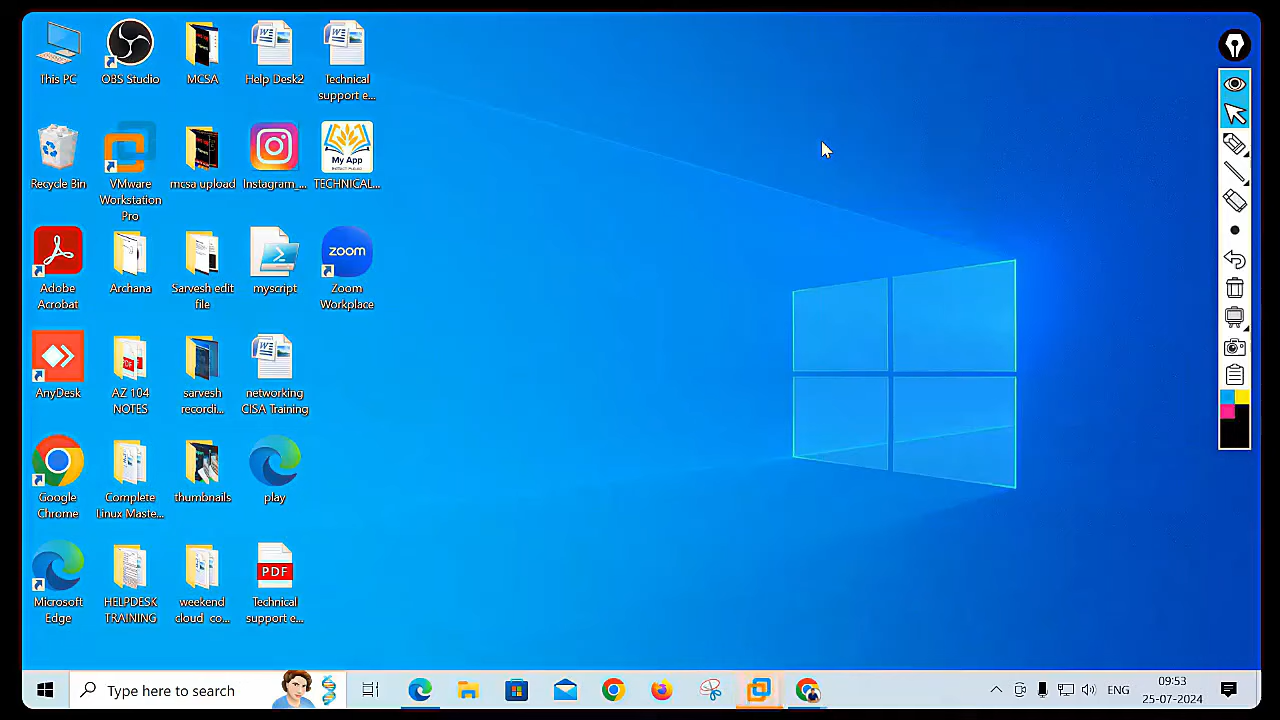 This PC
OBS Studio
MCSA
Help Desk2
Technical
support e...
Recycle Bin
VMware
Workstation
Pro
mcsa upload
Instagram_...
My App
TECHNICAL...
Adobe
Acrobat
Archana
Sarvesh edit
file
myscript
zoom
Zoom
Workplace
AnyDesk
PDF
AZ 104
NOTES
sarvesh
recordi...
networking
CISA Training
Google
Chrome
Complete
Linux Maste...
thumbnails
play
Microsoft
Edge
HELPDESK
TRAINING
weekend
cloud_co...
PDF
Technical
support e...
Type here to search
ENG
09:53
25-07-2024